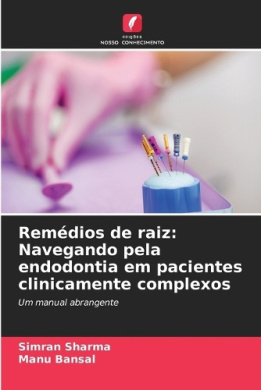 edições
NOSSO CONHECIMENTO
Remédios de raiz:
Navegando pela
endodontia em pacientes
clinicamente complexos
Um manual abrangente
Simran Sharma
Manu Bansal